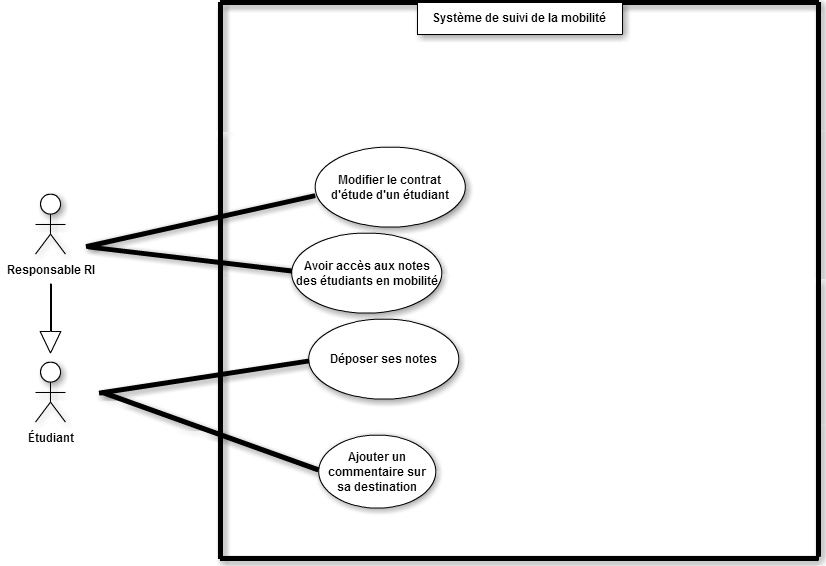 Système de suivi de la mobilité
Modifier le contrat
d'étude d'un étudiant
Responsable RI
Avoir accès aux notes
des étudiants en mobilité
Déposer ses notes
Étudiant
Ajouter un
commentaire sur
sa destination